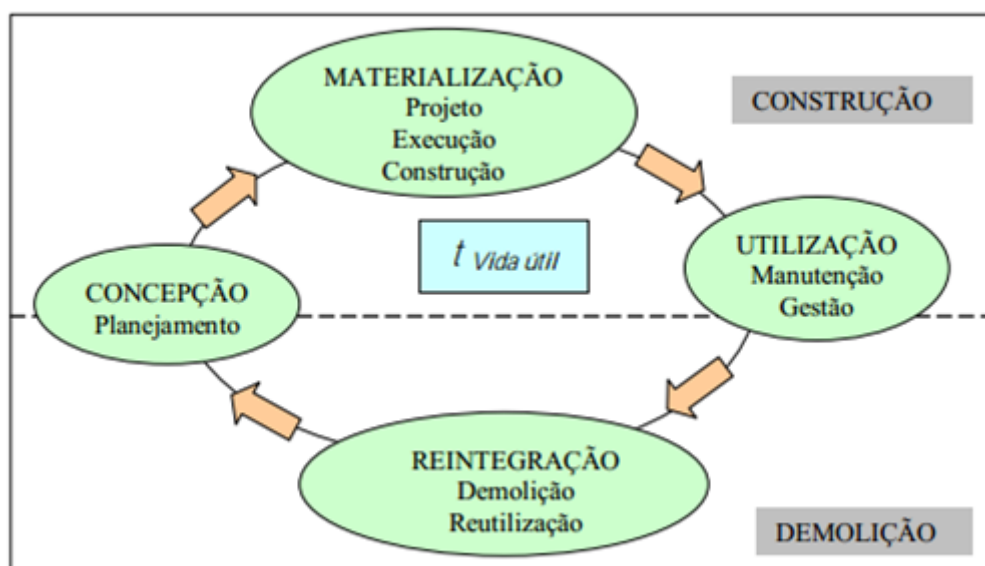 MATERIALIZAÇÃO
Projeto
Execução
Construção
CONSTRUÇÃO
t Vida útil
UTILIZAÇÃO
Manutenção
Gestão
CONCEPÇÃO
Planejamento
REINTEGRAÇÃO
Demolição
Reutilização
DEMOLIÇÃO